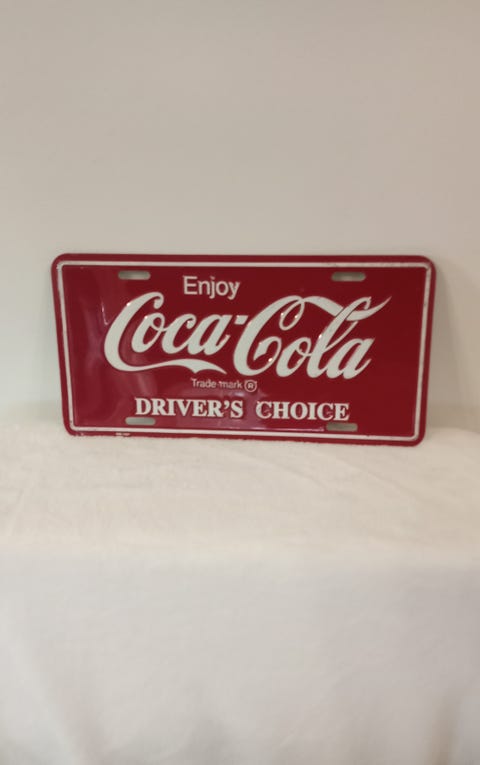 Enjoy
Coca-Cola
Trade-mark ®
DRIVER'S CHOICE